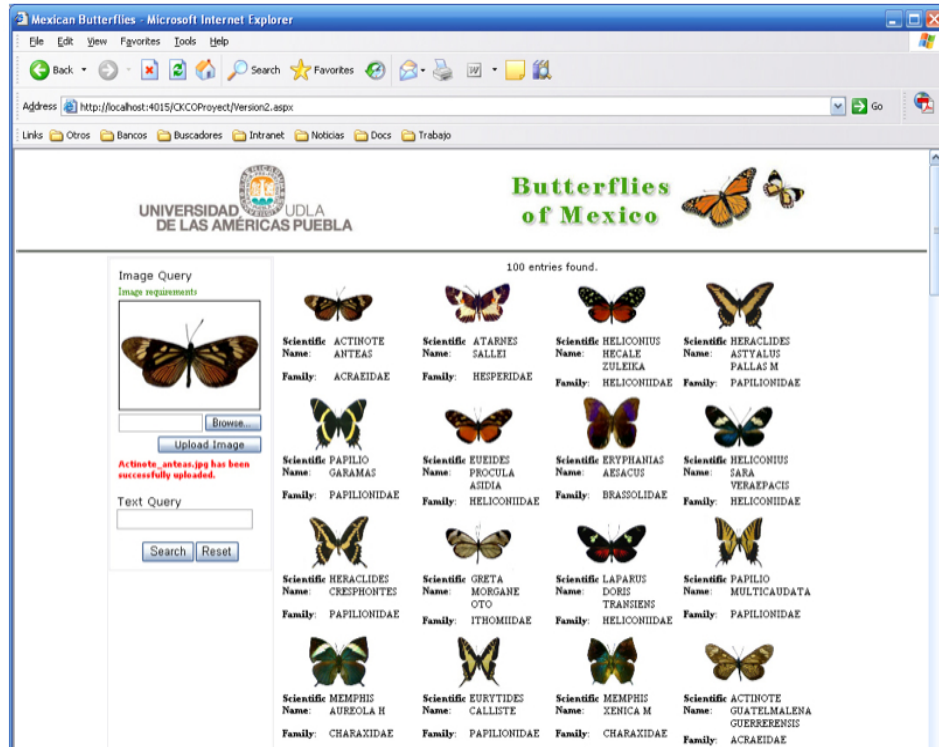 Mexican Butterflies - Microsoft Internet Explorer
File Edit View Favorites Tools Help
Back Search Favorites
Address http://localhost:4015/CKCOProyect/Version2.aspx Go
Links Otros Bancos Buscadores Intranet Noticias Docs Trabajo
UNIVERSIDAD UDLA
DE LAS AMÉRICAS PUEBLA
Butterflies
of Mexico
Image Query
Image requirements
Browse...
Upload Image
Actinote_anteas.jpg has been
successfully uploaded.
Text Query
Search Reset
100 entries found.
Scientific ACTINOTE
Name: ANTEAS
Family: ACRAEIDAE
Scientific ATARNES
Name: SALLEI
Family: HESPERIDAE
Scientific HELICONIUS
Name: HECALE
ZULEIKA
Family: HELICONIIDAE
Scientific HERACLIDES
Name: ASTYALUS
PALLAS M
Family: PAPILIONIDAE
Scientific PAPILIO
Name: GARAMAS
Family: PAPILIONIDAE
Scientific EUEIDES
Name: PROCULA
ASIDIA
Family: HELICONIIDAE
Scientific ERYPHANIAS
Name: AESACUS
Family: BRASSOLIDAE
Scientific HELICONIUS
Name: SARA
VERAEPACIS
Family: HELICONIIDAE
Scientific HERACLIDES
Name: CRESPHONTES
Family: PAPILIONIDAE
Scientific GRETA
Name: MORGANE
OTO
Family: ITHOMIIDAE
Scientific LAPARUS
Name: DORIS
TRANSIENS
Family: HELICONIIDAE
Scientific PAPILIO
Name: MULTICAUDATA
Family: PAPILIONIDAE
Scientific MEMPHIS
Name: AUREOLA H
Family: CHARAXIDAE
Scientific EURYTIDES
Name: CALLISTE
Family: PAPILIONIDAE
Scientific MEMPHIS
Name: XENICA M
Family: CHARAXIDAE
Scientific ACTINOTE
Name: GUATELMALENA
GUERRERENSIS
Family: ACRAEIDAE